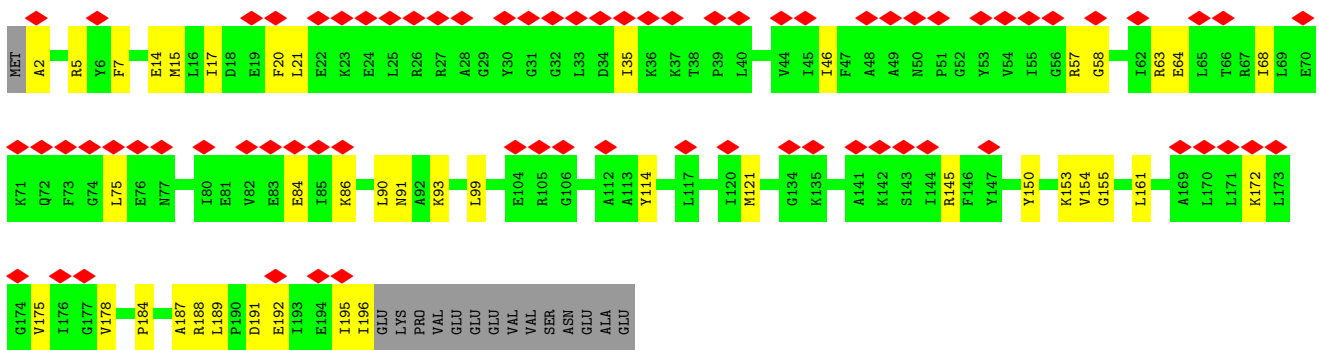 MET A2 R5 Y6 F7 E14 M15 L16 I17 D18 E19 F20 L21 E22 K23 E24 L25 R26 R27 A28 G29 Y30 G31 G32 L33 D34 I35 K36 K37 T38 P39 L40 V44 I45 I46 F47 A48 A49 N50 P51 G52 Y53 V54 I55 G56 R57 G58 I62 R63 E64 L65 T66 R67 I68 L69 E70
K71 Q72 F73 G74 L75 E76 N77 I80 E81 V82 E83 E84 I85 K86 L90 N91 A92 K93 L99 E104 R105 G106 A112 A113 Y114 L117 I120 M121 G134 K135 A141 K142 S143 I144 R145 F146 Y147 Y150 K153 V154 G155 L161 A169 L170 L171 K172 L173
G174 V175 I176 G177 V178 P184 A187 R188 L189 P190 D191 E192 I193 E194 I195 I196 GLU LYS PRO VAL GLU GLU GLU VAL VAL SER ASN GLU ALA GLU